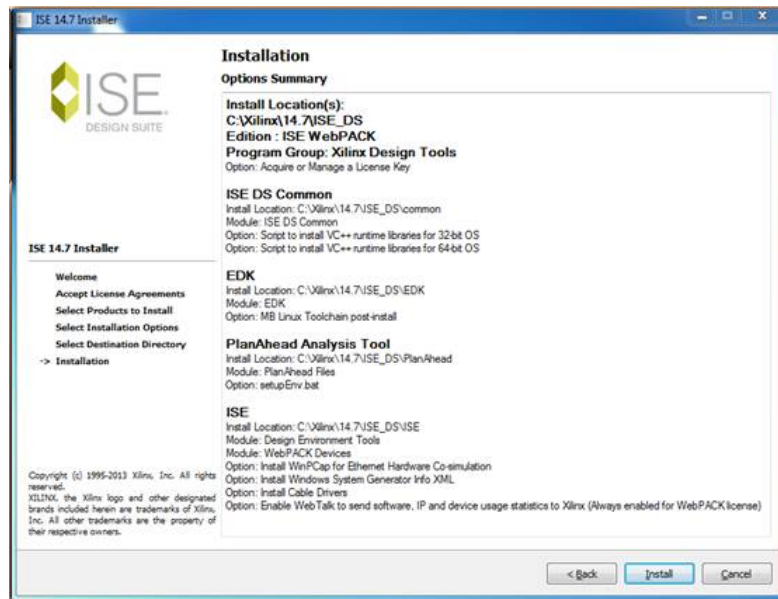 ISE 14.7 Installer
ISE
DESIGN SUITE
ISE 14.7 Installer
Welcome
Accept License Agreements
Select Products to Install
Select Installation Options
Select Destination Directory
-> Installation
Copyright (c) 1995-2013 Xilinx, Inc. All rights
reserved.
XILINX, the Xilinx logo and other designated
brands included herein are trademarks of Xilinx,
Inc. All other trademarks are the property of
their respective owners.
Installation
Options Summary
Install Location(s):
C:\Xilinx\14.7\ISE_DS
Edition : ISE WebPACK
Program Group: Xilinx Design Tools
Option: Acquire or Manage a License Key
ISE DS Common
Install Location: C:\Xilinx\14.7\ISE_DS\common
Module: ISE DS Common
Option: Script to install VC++ runtime libraries for 32-bit OS
Option: Script to install VC++ runtime libraries for 64-bit OS
EDK
Install Location: C:\Xilinx\14.7\ISE_DS\EDK
Module: EDK
Option: MB Linux Toolchain post-install
PlanAhead Analysis Tool
Install Location: C:\Xilinx\14.7\ISE_DS\PlanAhead
Module: PlanAhead Files
Option: setupEnv.bat
ISE
Install Location: C:\Xilinx\14.7\ISE_DS\ISE
Module: Design Environment Tools
Module: WebPACK Devices
Option: Install WinPCap for Ethernet Hardware Co-simulation
Option: Install Windows System Generator Info XML
Option: Install Cable Drivers
Option: Enable WebTalk to send software, IP and device usage statistics to Xilinx (Always enabled for WebPACK license)
< Back
Install
Cancel